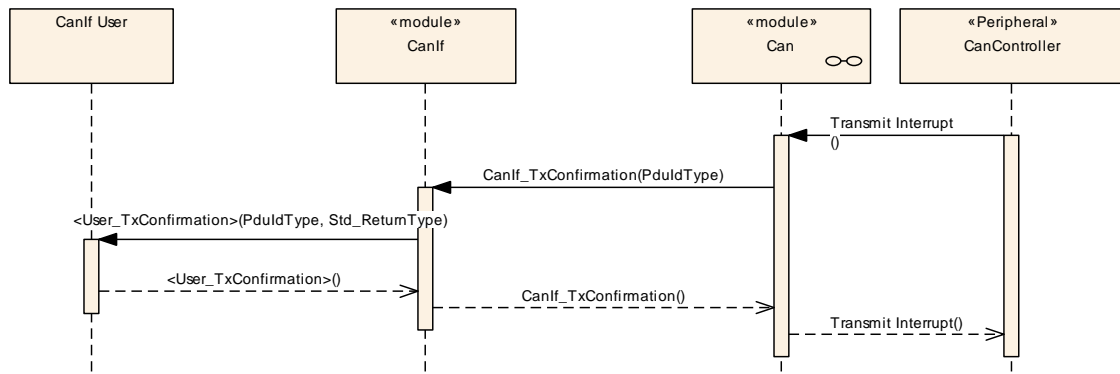 CanIf User
«module»
CanIf
«module»
Can
«Peripheral»
CanController
Transmit Interrupt
()
CanIf_TxConfirmation(PduIdType)
<User_TxConfirmation>(PduIdType, Std_ReturnType)
<User_TxConfirmation>()
CanIf_TxConfirmation()
Transmit Interrupt()